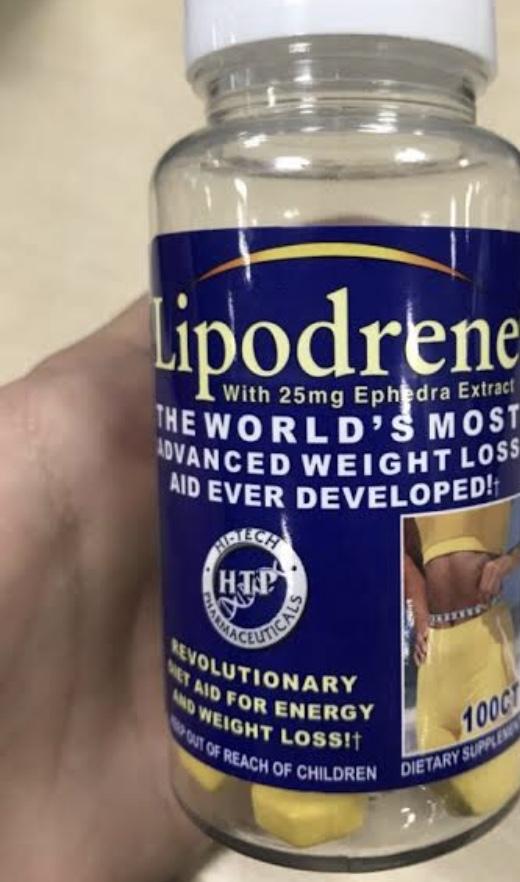 Lipodrene
With 25mg Ephedra Extract
THE WORLD'S MOST
ADVANCED WEIGHT LOSS
AID EVER DEVELOPED!†
HI-TECH
HTP
PHARMACEUTICALS
REVOLUTIONARY
DIET AID FOR ENERGY
AND WEIGHT LOSS!†
KEEP OUT OF REACH OF CHILDREN
100CT
DIETARY SUPPLEMENT